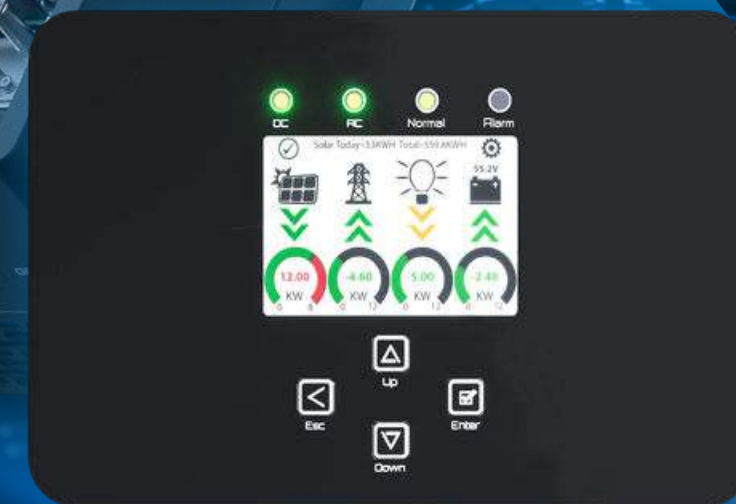 DC AC Normal Alarm
Solar Today=53KWH Total=559.6KWH
55.2V
12.00 -4.60 5.00 -2.40
KW KW KW KW
0 8 0 12 0 12 0 12
Up
Esc Enter
Down